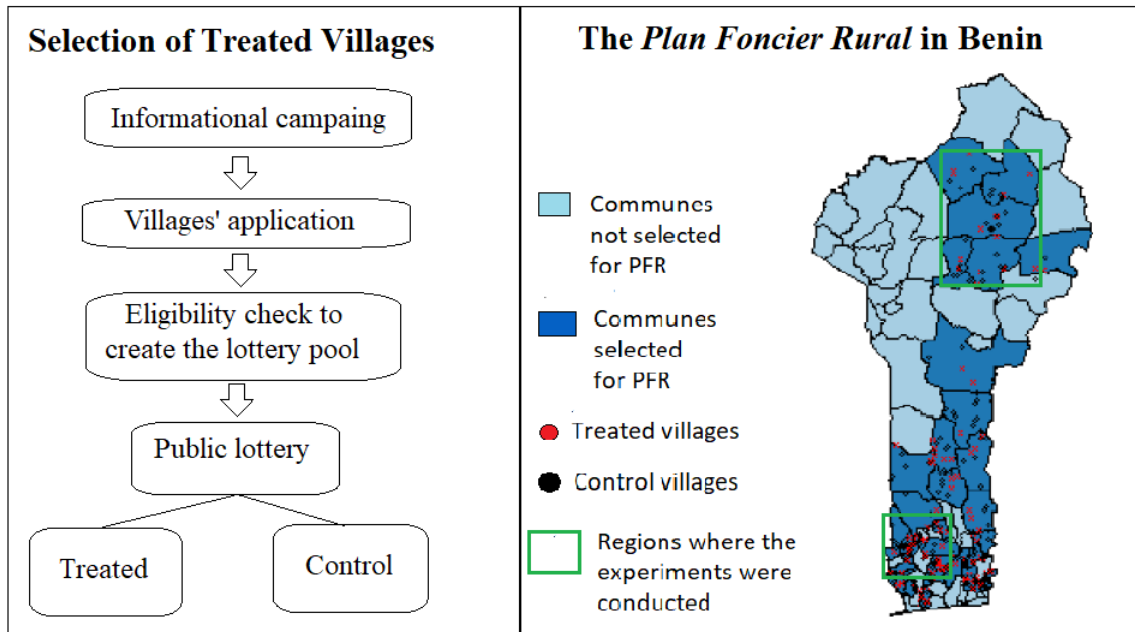 Selection of Treated Villages
Informational campaing
Villages' application
Eligibility check to
create the lottery pool
Public lottery
Treated
Control
The Plan Foncier Rural in Benin
Communes
not selected
for PFR
Communes
selected
for PFR
Treated villages
Control villages
Regions where the
experiments were
conducted